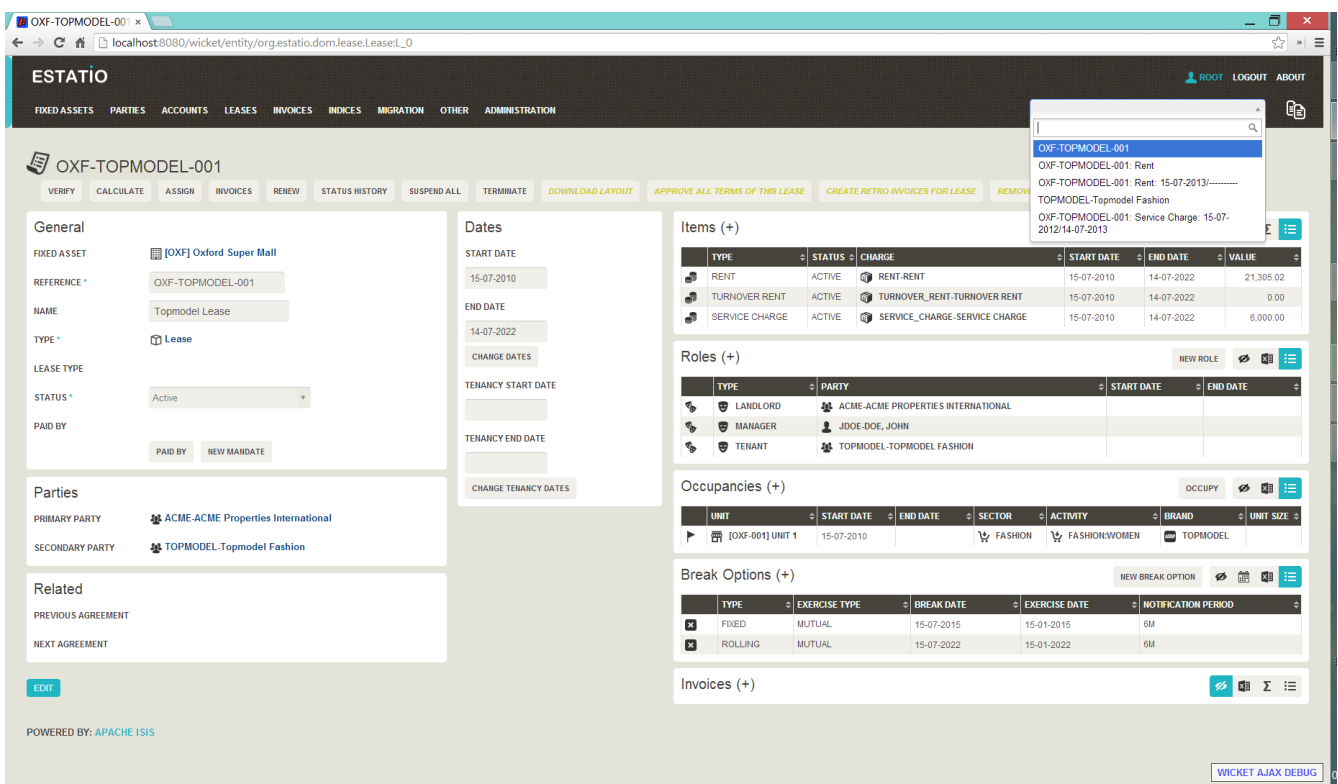 OXF-TOPMODEL-001 ×
localhost:8080/wicket/entity/org.estatio.dom.lease.Lease:L_0
ESTATIO
ROOT LOGOUT ABOUT
FIXED ASSETS PARTIES ACCOUNTS LEASES INVOICES INDICES MIGRATION OTHER ADMINISTRATION
OXF-TOPMODEL-001
OXF-TOPMODEL-001: Rent
OXF-TOPMODEL-001: Rent: 15-07-2013/----------
TOPMODEL-Topmodel Fashion
OXF-TOPMODEL-001: Service Charge: 15-07-
2012/14-07-2013
OXF-TOPMODEL-001
VERIFY CALCULATE ASSIGN INVOICES RENEW STATUS HISTORY SUSPEND ALL TERMINATE DOWNLOAD LAYOUT APPROVE ALL TERMS OF THIS LEASE CREATE RETRO INVOICES FOR LEASE
General
FIXED ASSET [OXF] Oxford Super Mall
REFERENCE * OXF-TOPMODEL-001
NAME Topmodel Lease
TYPE * Lease
LEASE TYPE
STATUS * Active
PAID BY
PAID BY NEW MANDATE
Parties
PRIMARY PARTY ACME-ACME Properties International
SECONDARY PARTY TOPMODEL-Topmodel Fashion
Related
PREVIOUS AGREEMENT
NEXT AGREEMENT
EDIT
Dates
START DATE
15-07-2010
END DATE
14-07-2022
CHANGE DATES
TENANCY START DATE
TENANCY END DATE
CHANGE TENANCY DATES
Items (+)
Σ
TYPE STATUS CHARGE START DATE END DATE VALUE
RENT ACTIVE RENT-RENT 15-07-2010 14-07-2022 21,305.02
TURNOVER RENT ACTIVE TURNOVER_RENT-TURNOVER RENT 15-07-2010 14-07-2022 0.00
SERVICE CHARGE ACTIVE SERVICE_CHARGE-SERVICE CHARGE 15-07-2010 14-07-2022 6,000.00
Roles (+)
NEW ROLE
TYPE PARTY START DATE END DATE
LANDLORD ACME-ACME PROPERTIES INTERNATIONAL
MANAGER JDOE-DOE, JOHN
TENANT TOPMODEL-TOPMODEL FASHION
Occupancies (+)
OCCUPY
UNIT START DATE END DATE SECTOR ACTIVITY BRAND UNIT SIZE
[OXF-001] UNIT 1 15-07-2010 FASHION FASHION:WOMEN TOPMODEL
Break Options (+)
NEW BREAK OPTION
TYPE EXERCISE TYPE BREAK DATE EXERCISE DATE NOTIFICATION PERIOD
FIXED MUTUAL 15-07-2015 15-01-2015 6M
ROLLING MUTUAL 15-07-2022 15-01-2022 6M
Invoices (+)
Σ
POWERED BY: APACHE ISIS
WICKET AJAX DEBUG